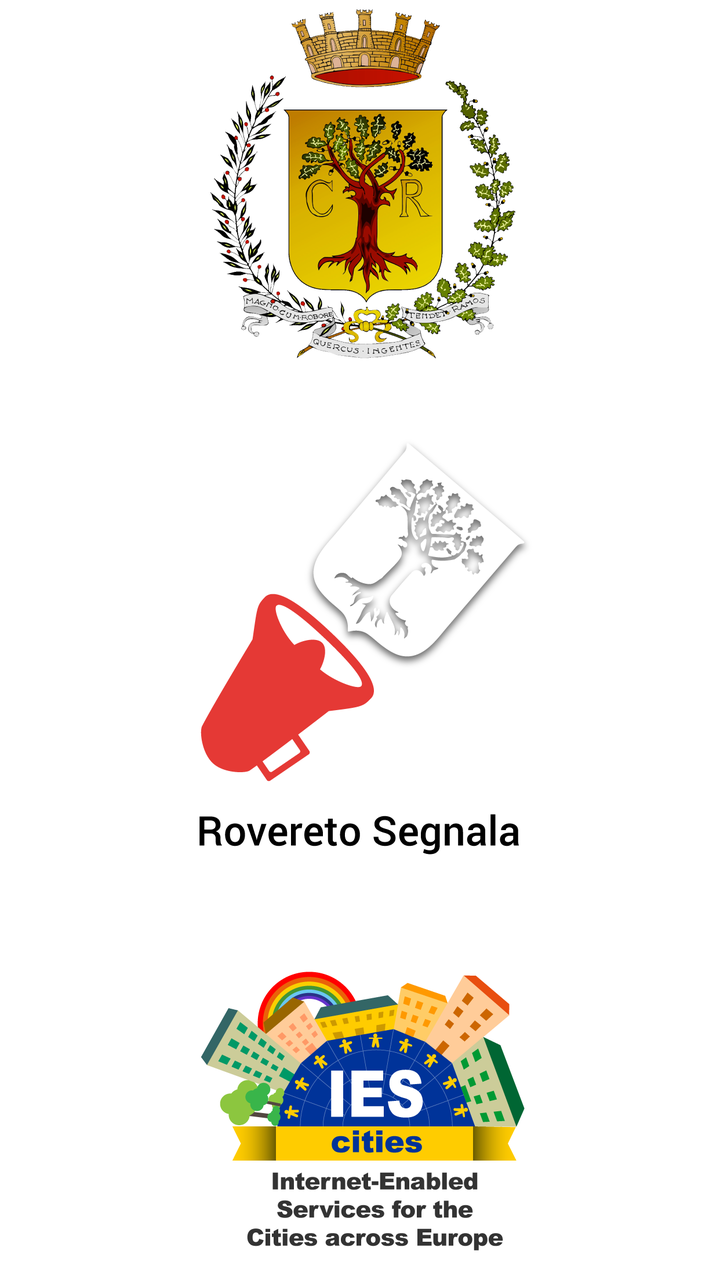 C R
MAGNO CUM ROBORE
QUERCUS · INGENTES
TENDET RAMOS
Rovereto Segnala
IES
cities
Internet-Enabled
Services for the
Cities across Europe